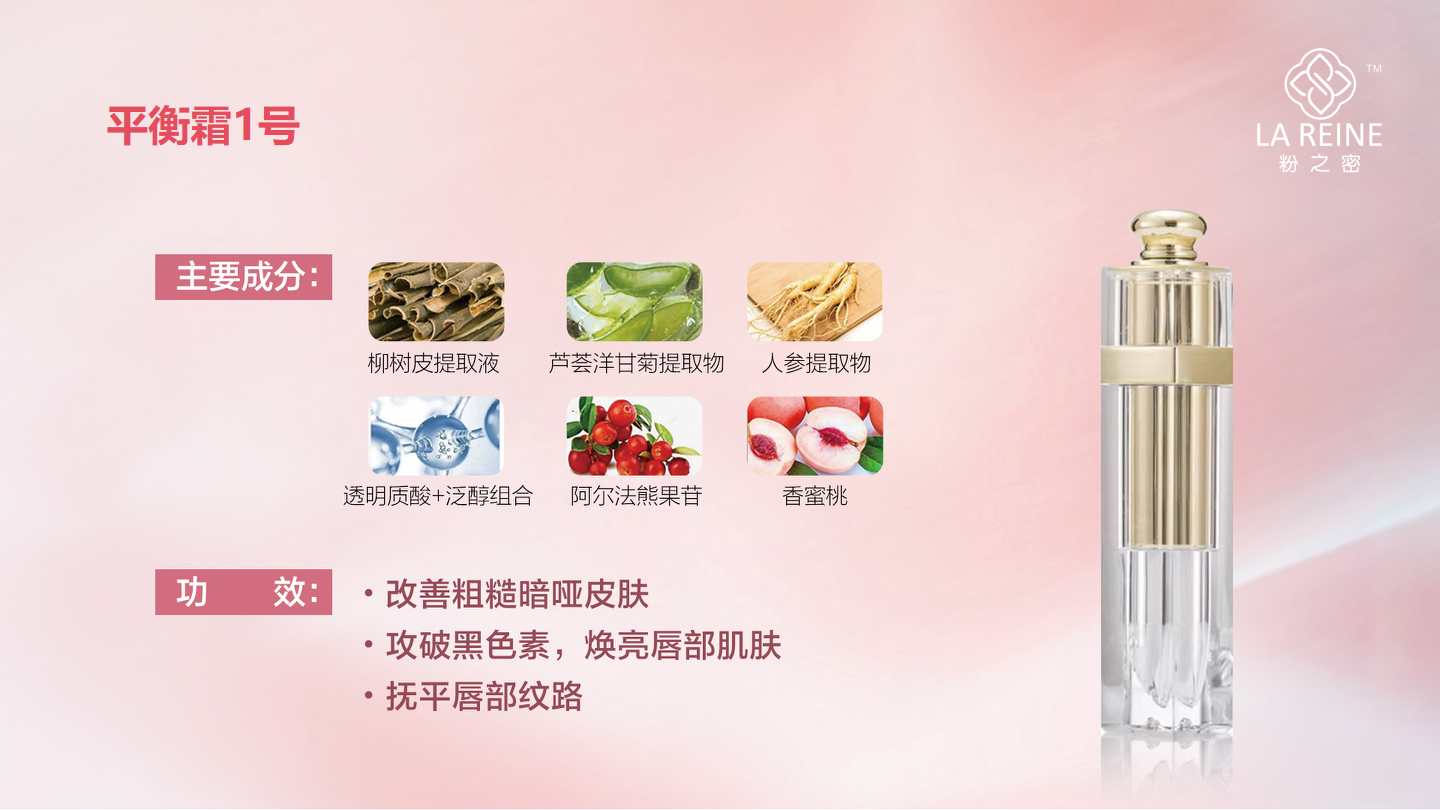 平衡霜1号
TM
LA REINE
粉之密
主要成分：
柳树皮提取液
芦荟洋甘菊提取物
人参提取物
透明质酸+泛醇组合
阿尔法熊果苷
香蜜桃
功 效：
• 改善粗糙暗哑皮肤
• 攻破黑色素，焕亮唇部肌肤
• 抚平唇部纹路